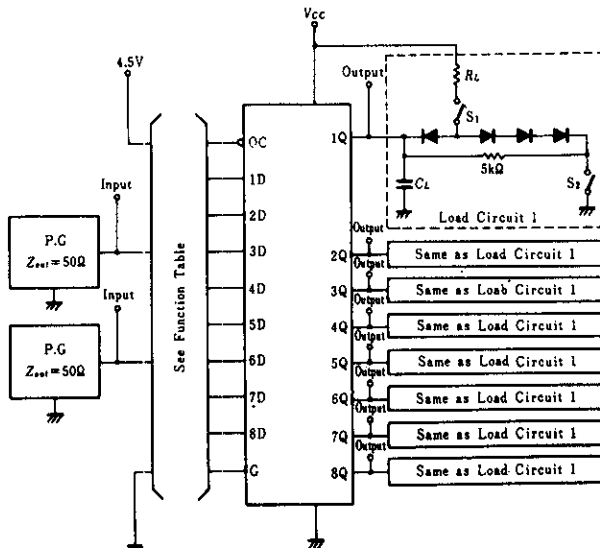 VCC
4.5V
Output
RL
S1
OC
1Q
1D
5kΩ
Input
CL
S2
2D
Load Circuit 1
P.G
Zout = 50Ω
See Function Table
Output
3D
2Q
Same as Load Circuit 1
Output
Input
4D
3Q
Same as Load Circuit 1
Output
5D
4Q
Same as Load Circuit 1
P.G
Zout = 50Ω
Output
6D
5Q
Same as Load Circuit 1
Output
7D
6Q
Same as Load Circuit 1
Output
8D
7Q
Same as Load Circuit 1
Output
G
8Q
Same as Load Circuit 1